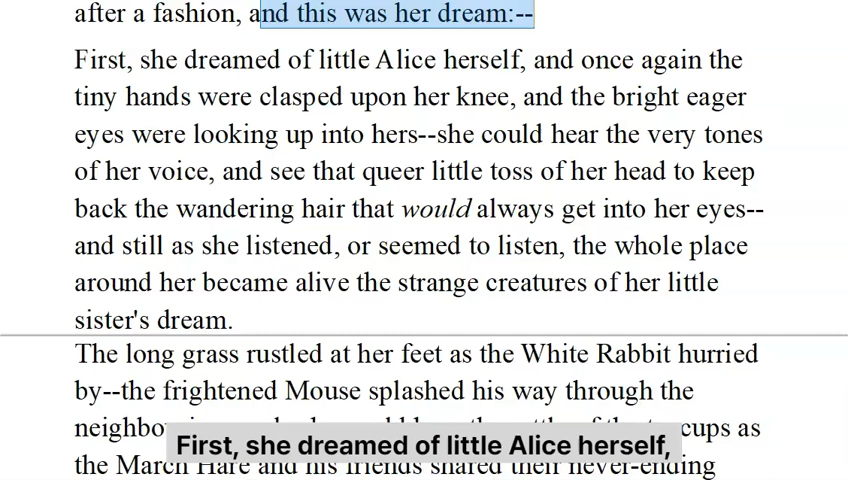 after a fashion, and this was her dream:--
First, she dreamed of little Alice herself, and once again the
tiny hands were clasped upon her knee, and the bright eager
eyes were looking up into hers--she could hear the very tones
of her voice, and see that queer little toss of her head to keep
back the wandering hair that would always get into her eyes--
and still as she listened, or seemed to listen, the whole place
around her became alive the strange creatures of her little
sister's dream.
The long grass rustled at her feet as the White Rabbit hurried
by--the frightened Mouse splashed his way through the
cups as
First, she dreamed of little Alice herself,
the March Hare and his friends shared their never-ending